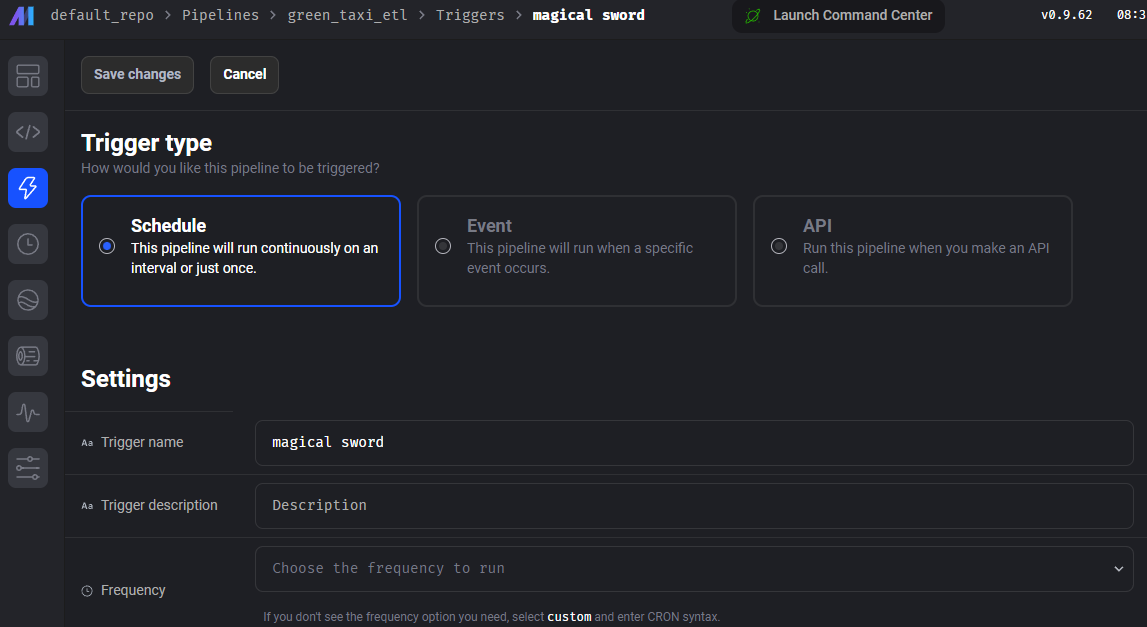 default_repo > Pipelines > green_taxi_etl > Triggers > magical sword
Launch Command Center
v0.9.62
08:3
Save changes
Cancel
Trigger type
How would you like this pipeline to be triggered?
Schedule
This pipeline will run continuously on an
interval or just once.
Event
This pipeline will run when a specific
event occurs.
API
Run this pipeline when you make an API
call.
Settings
Aa Trigger name
magical sword
Aa Trigger description
Description
Frequency
Choose the frequency to run
If you don't see the frequency option you need, select custom and enter CRON syntax.